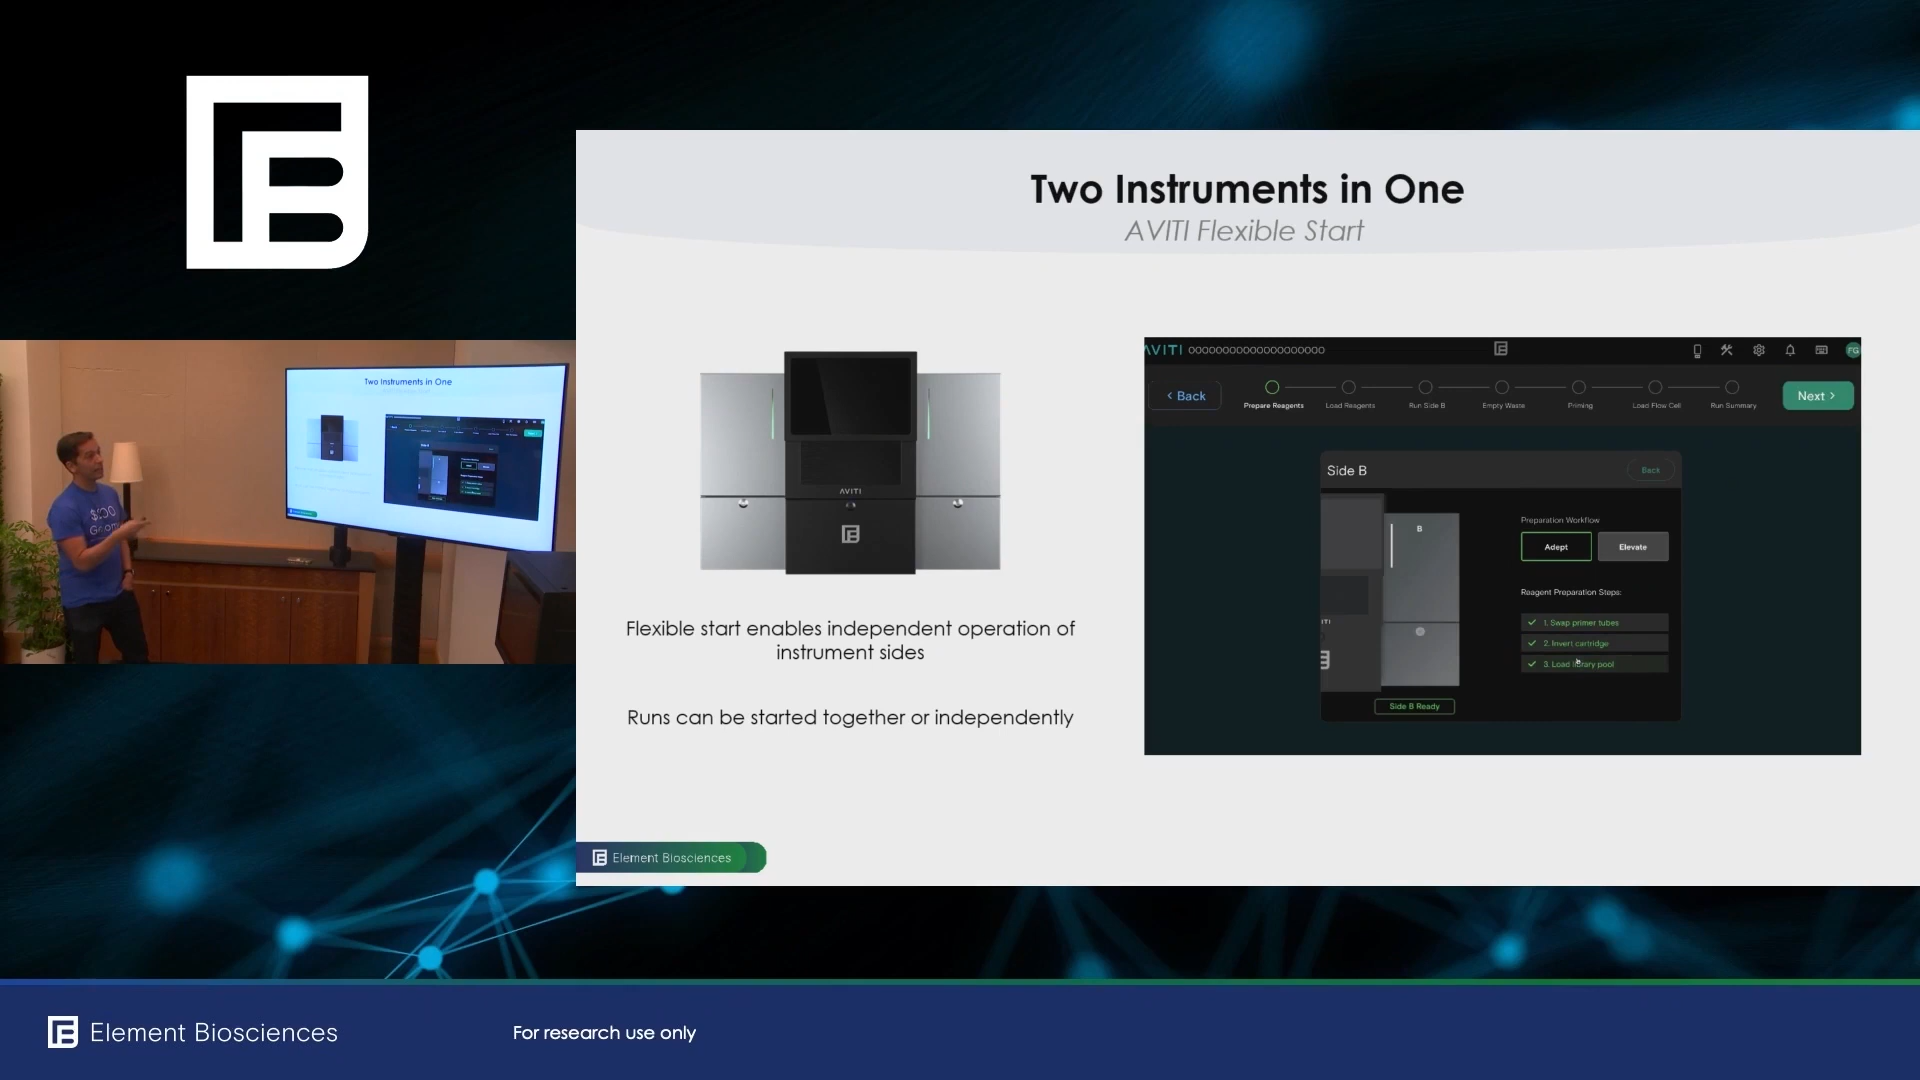 Two Instruments in One
AVITI Flexible Start
AVITI
Flexible start enables independent operation of
instrument sides
Runs can be started together or independently
AVITI 00000000000000000000
FG
< Back
Prepare Reagents
Load Reagents
Run Side B
Empty Waste
Priming
Load Flow Cell
Run Summary
Next >
Side B
Back
B
Preparation Workflow
Adept
Elevate
Reagent Preparation Steps:
1. Swap primer tubes
2. Invert cartridge
3. Load library pool
Side B Ready
Element Biosciences
Two Instruments in One
Element Biosciences
For research use only